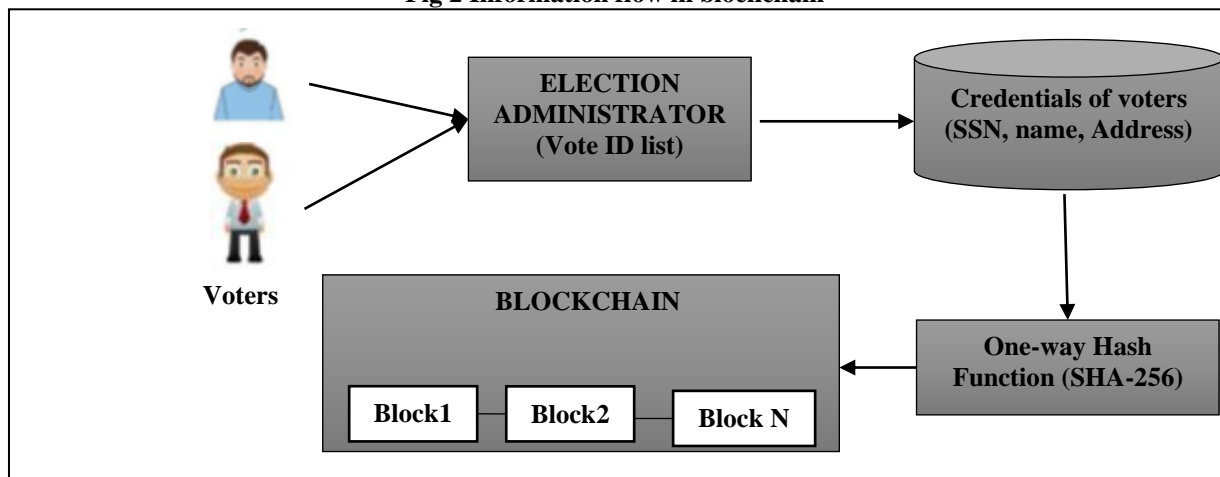 Fig 2 Information flow in blockchain
ELECTION
ADMINISTRATOR
(Vote ID list)
Credentials of voters
(SSN, name, Address)
Voters
BLOCKCHAIN
Block1
Block2
Block N
One-way Hash
Function (SHA-256)